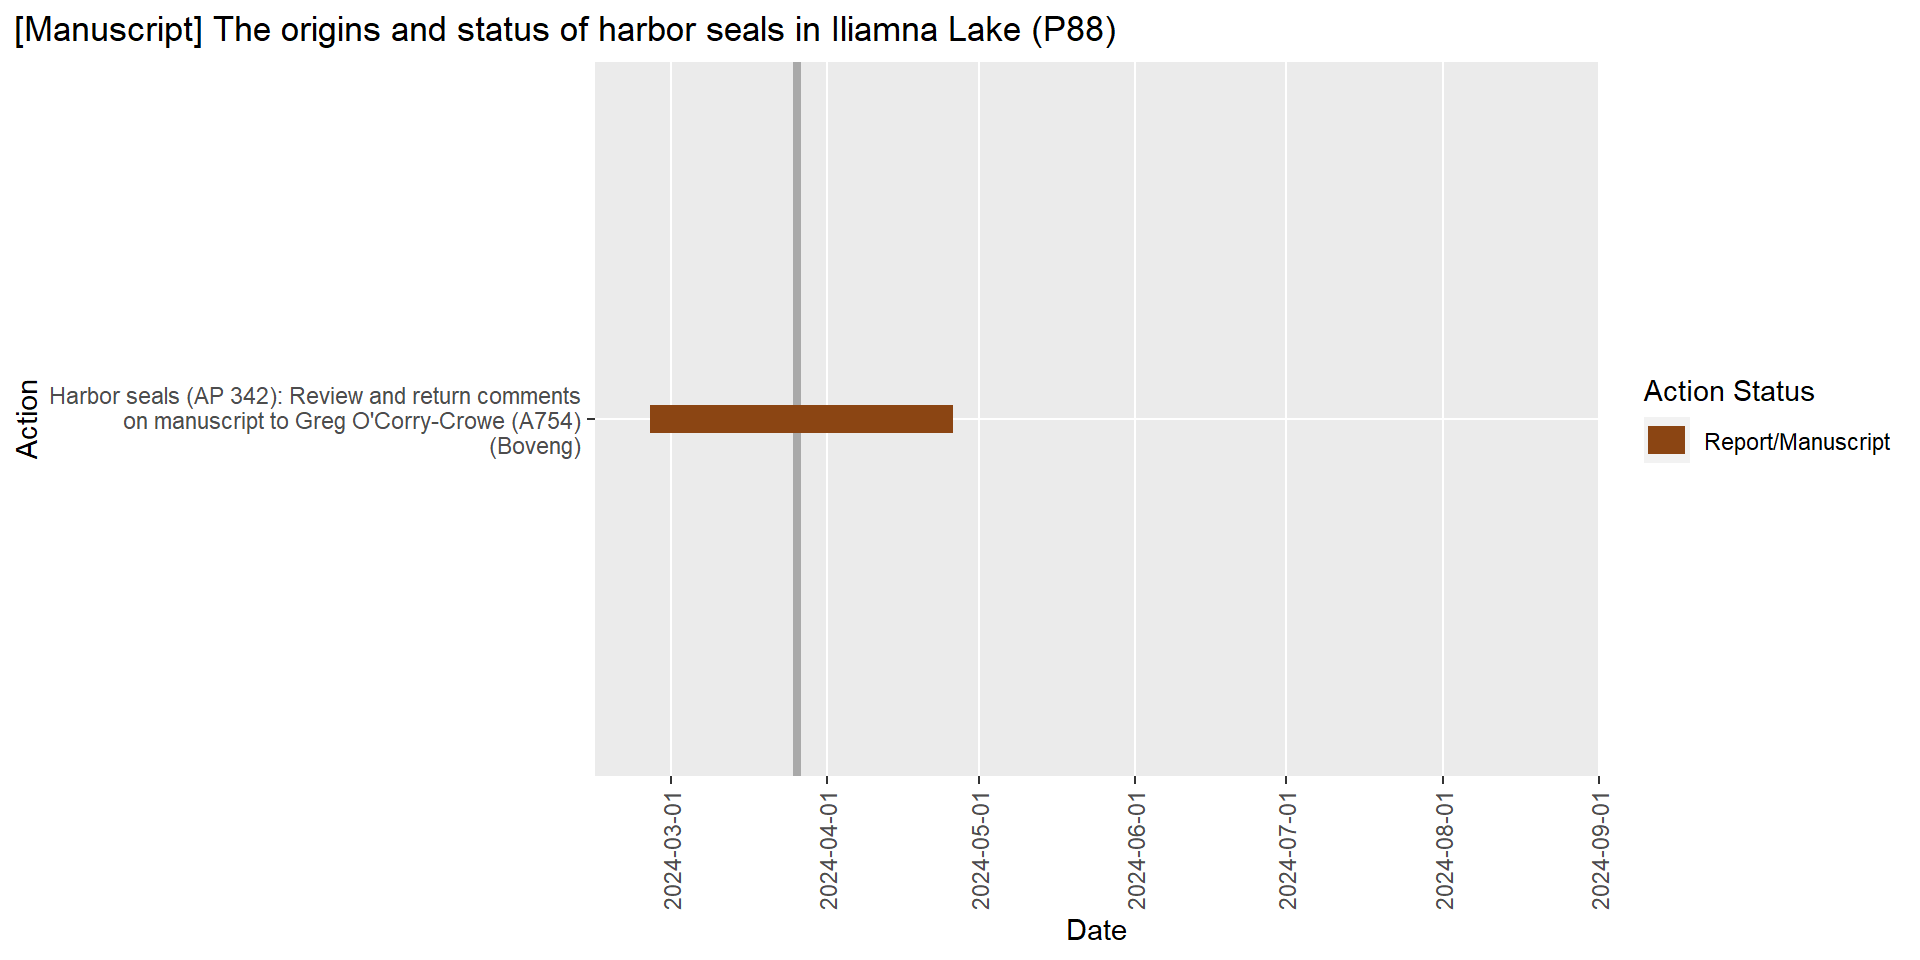 [Manuscript] The origins and status of harbor seals in Iliamna Lake (P88)
Action
Harbor seals (AP 342): Review and return comments
on manuscript to Greg O'Corry-Crowe (A754)
(Boveng)
Action Status
Report/Manuscript
2024-03-01
2024-04-01
2024-05-01
2024-06-01
2024-07-01
2024-08-01
2024-09-01
Date